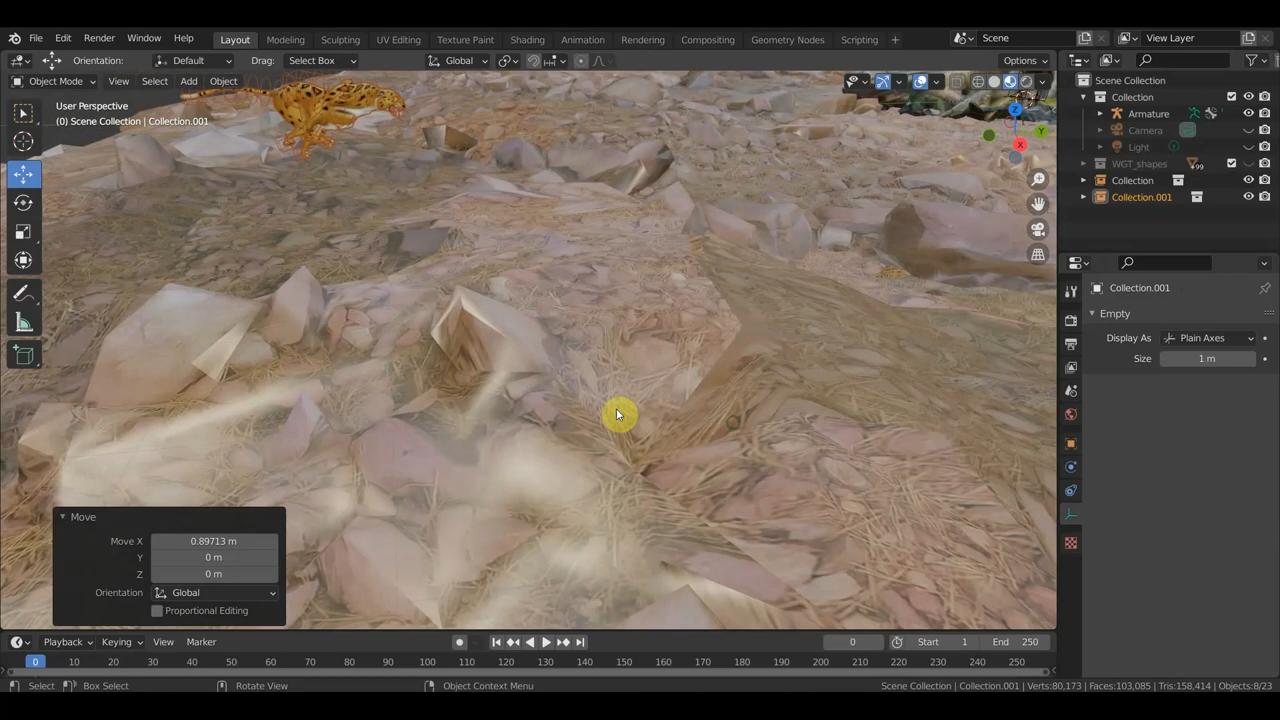 File Edit Render Window Help Layout Modeling Sculpting UV Editing Texture Paint Shading Animation Rendering Compositing Geometry Nodes Scripting + Scene View Layer
Orientation: Default Drag: Select Box Global Options
Object Mode View Select Add Object
User Perspective
(0) Scene Collection | Collection.001
Z
Y
X
Scene Collection
Collection
Armature
Camera
Light
WGT_shapes +99
Collection
Collection.001
Collection.001
Empty
Display As Plain Axes
Size 1 m
Move
Move X 0.89713 m
Y 0 m
Z 0 m
Orientation Global
Proportional Editing
Playback Keying View Marker 0 Start 1 End 250
0 10 20 30 40 50 60 70 80 90 100 110 120 130 140 150 160 170 180 190 200 210 220 230 240 250
Select Box Select Rotate View Object Context Menu Scene Collection | Collection.001 | Verts:80,173 | Faces:103,085 | Tris:158,414 | Objects:8/23